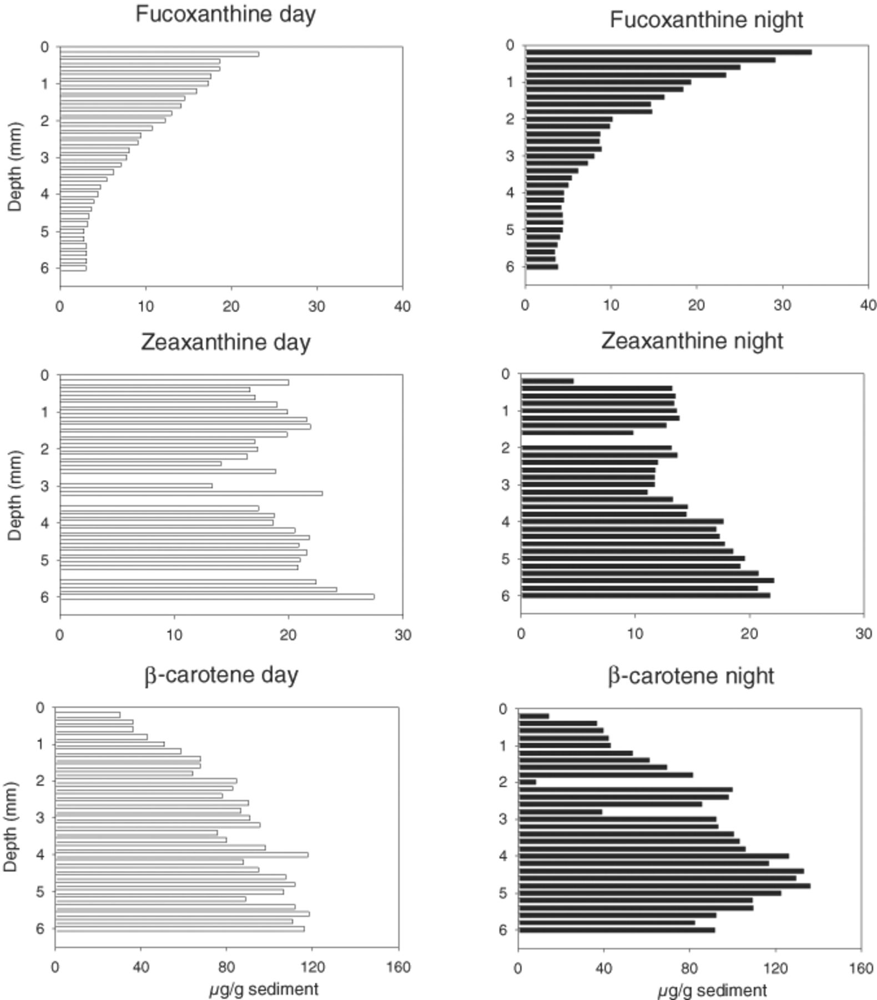 Fucoxanthine day
0
1
2
3
4
5
6
Depth (mm)
0 10 20 30 40
Fucoxanthine night
0
1
2
3
4
5
6
0 10 20 30 40
Zeaxanthine day
0
1
2
3
4
5
6
Depth (mm)
0 10 20 30
Zeaxanthine night
0
1
2
3
4
5
6
0 10 20 30
β-carotene day
0
1
2
3
4
5
6
Depth (mm)
0 40 80 120 160
µg/g sediment
β-carotene night
0
1
2
3
4
5
6
0 40 80 120 160
µg/g sediment